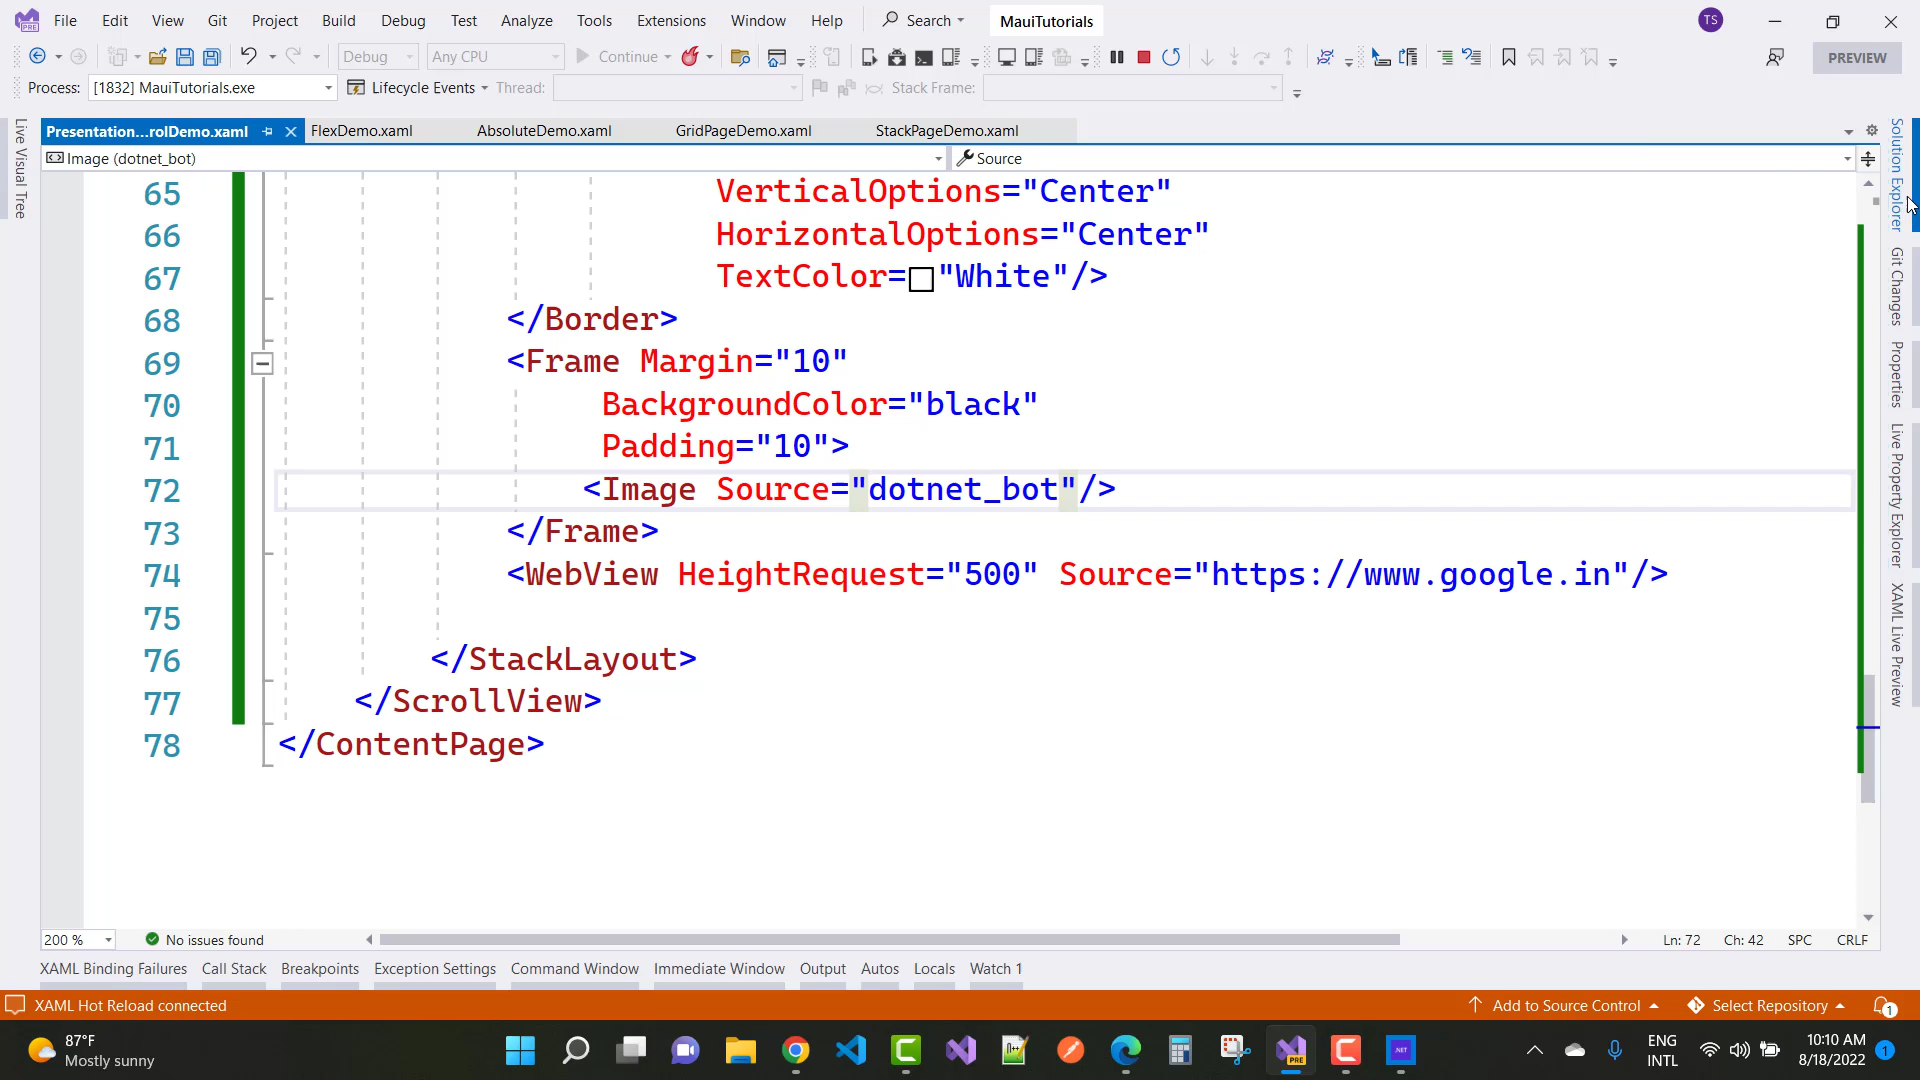 File Edit View Git Project Build Debug Test Analyze Tools Extensions Window Help Search MauiTutorials TS
Debug Any CPU Continue PREVIEW
Process: [1832] MauiTutorials.exe Lifecycle Events Thread: Stack Frame:
Presentation...rolDemo.xaml FlexDemo.xaml AbsoluteDemo.xaml GridPageDemo.xaml StackPageDemo.xaml
Image (dotnet_bot) Source
Live Visual Tree
65 VerticalOptions="Center"
66 HorizontalOptions="Center"
67 TextColor="White"/>
68 </Border>
69 <Frame Margin="10"
70 BackgroundColor="black"
71 Padding="10">
72 <Image Source="dotnet_bot"/>
73 </Frame>
74 <WebView HeightRequest="500" Source="https://www.google.in"/>
75
76 </StackLayout>
77 </ScrollView>
78 </ContentPage>
Solution Explorer
Git Changes
Properties
Live Property Explorer
XAML Live Preview
200 % No issues found Ln: 72 Ch: 42 SPC CRLF
XAML Binding Failures Call Stack Breakpoints Exception Settings Command Window Immediate Window Output Autos Locals Watch 1
XAML Hot Reload connected Add to Source Control Select Repository 1
87°F
Mostly sunny
PRE
.NET
ENG
INTL
10:10 AM
8/18/2022
1